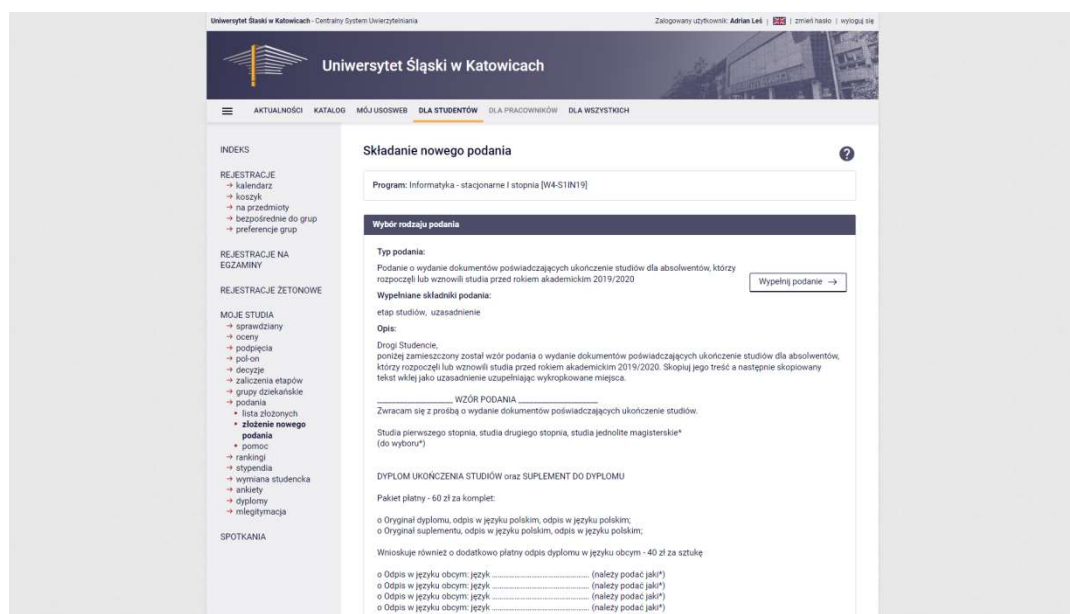 Uniwersytet Śląski w Katowicach - Centralny System Uwierzytelniania
Zalogowany użytkownik: Adrian Leś | | zmień hasło | wyloguj się
Uniwersytet Śląski w Katowicach
AKTUALNOŚCI KATALOG MÓJ USOSWEB DLA STUDENTÓW DLA PRACOWNIKÓW DLA WSZYSTKICH
INDEKS
REJESTRACJE
→ kalendarz
→ koszyk
→ na przedmioty
→ bezpośrednie do grup
→ preferencje grup
REJESTRACJE NA
EGZAMINY
REJESTRACJE ŻETONOWE
MOJE STUDIA
→ sprawdziany
→ oceny
→ podpięcia
→ pol-on
→ decyzje
→ zaliczenia etapów
→ grupy dziekańskie
→ podania
• lista złożonych
• złożenie nowego
podania
• pomoc
→ rankingi
→ stypendia
→ wymiana studencka
→ ankiety
→ dyplomy
→ mlegitymacja
SPOTKANIA
Składanie nowego podania
?
Program: Informatyka - stacjonarne I stopnia [W4-S1IN19]
Wybór rodzaju podania
Typ podania:
Podanie o wydanie dokumentów poświadczających ukończenie studiów dla absolwentów, którzy
rozpoczęli lub wznowili studia przed rokiem akademickim 2019/2020
Wypełnij podanie →
Wypełniane składniki podania:
etap studiów, uzasadnienie
Opis:
Drogi Studencie,
poniżej zamieszczony został wzór podania o wydanie dokumentów poświadczających ukończenie studiów dla absolwentów,
którzy rozpoczęli lub wznowili studia przed rokiem akademickim 2019/2020. Skopiuj jego treść a następnie skopiowany
tekst wklej jako uzasadnienie uzupełniając wykropkowane miejsca.
___________________ WZÓR PODANIA ____________________
Zwracam się z prośbą o wydanie dokumentów poświadczających ukończenie studiów.
Studia pierwszego stopnia, studia drugiego stopnia, studia jednolite magisterskie*
(do wyboru*)
DYPLOM UKOŃCZENIA STUDIÓW oraz SUPLEMENT DO DYPLOMU
Pakiet płatny - 60 zł za komplet:
o Oryginał dyplomu, odpis w języku polskim, odpis w języku polskim;
o Oryginał suplementu, odpis w języku polskim, odpis w języku polskim;
Wnioskuje również o dodatkowo płatny odpis dyplomu w języku obcym - 40 zł za sztukę
o Odpis w języku obcym: język ................................................ (należy podać jaki*)
o Odpis w języku obcym: język ................................................ (należy podać jaki*)
o Odpis w języku obcym: język ................................................ (należy podać jaki*)
o Odpis w języku obcym: język ................................................ (należy podać jaki*)